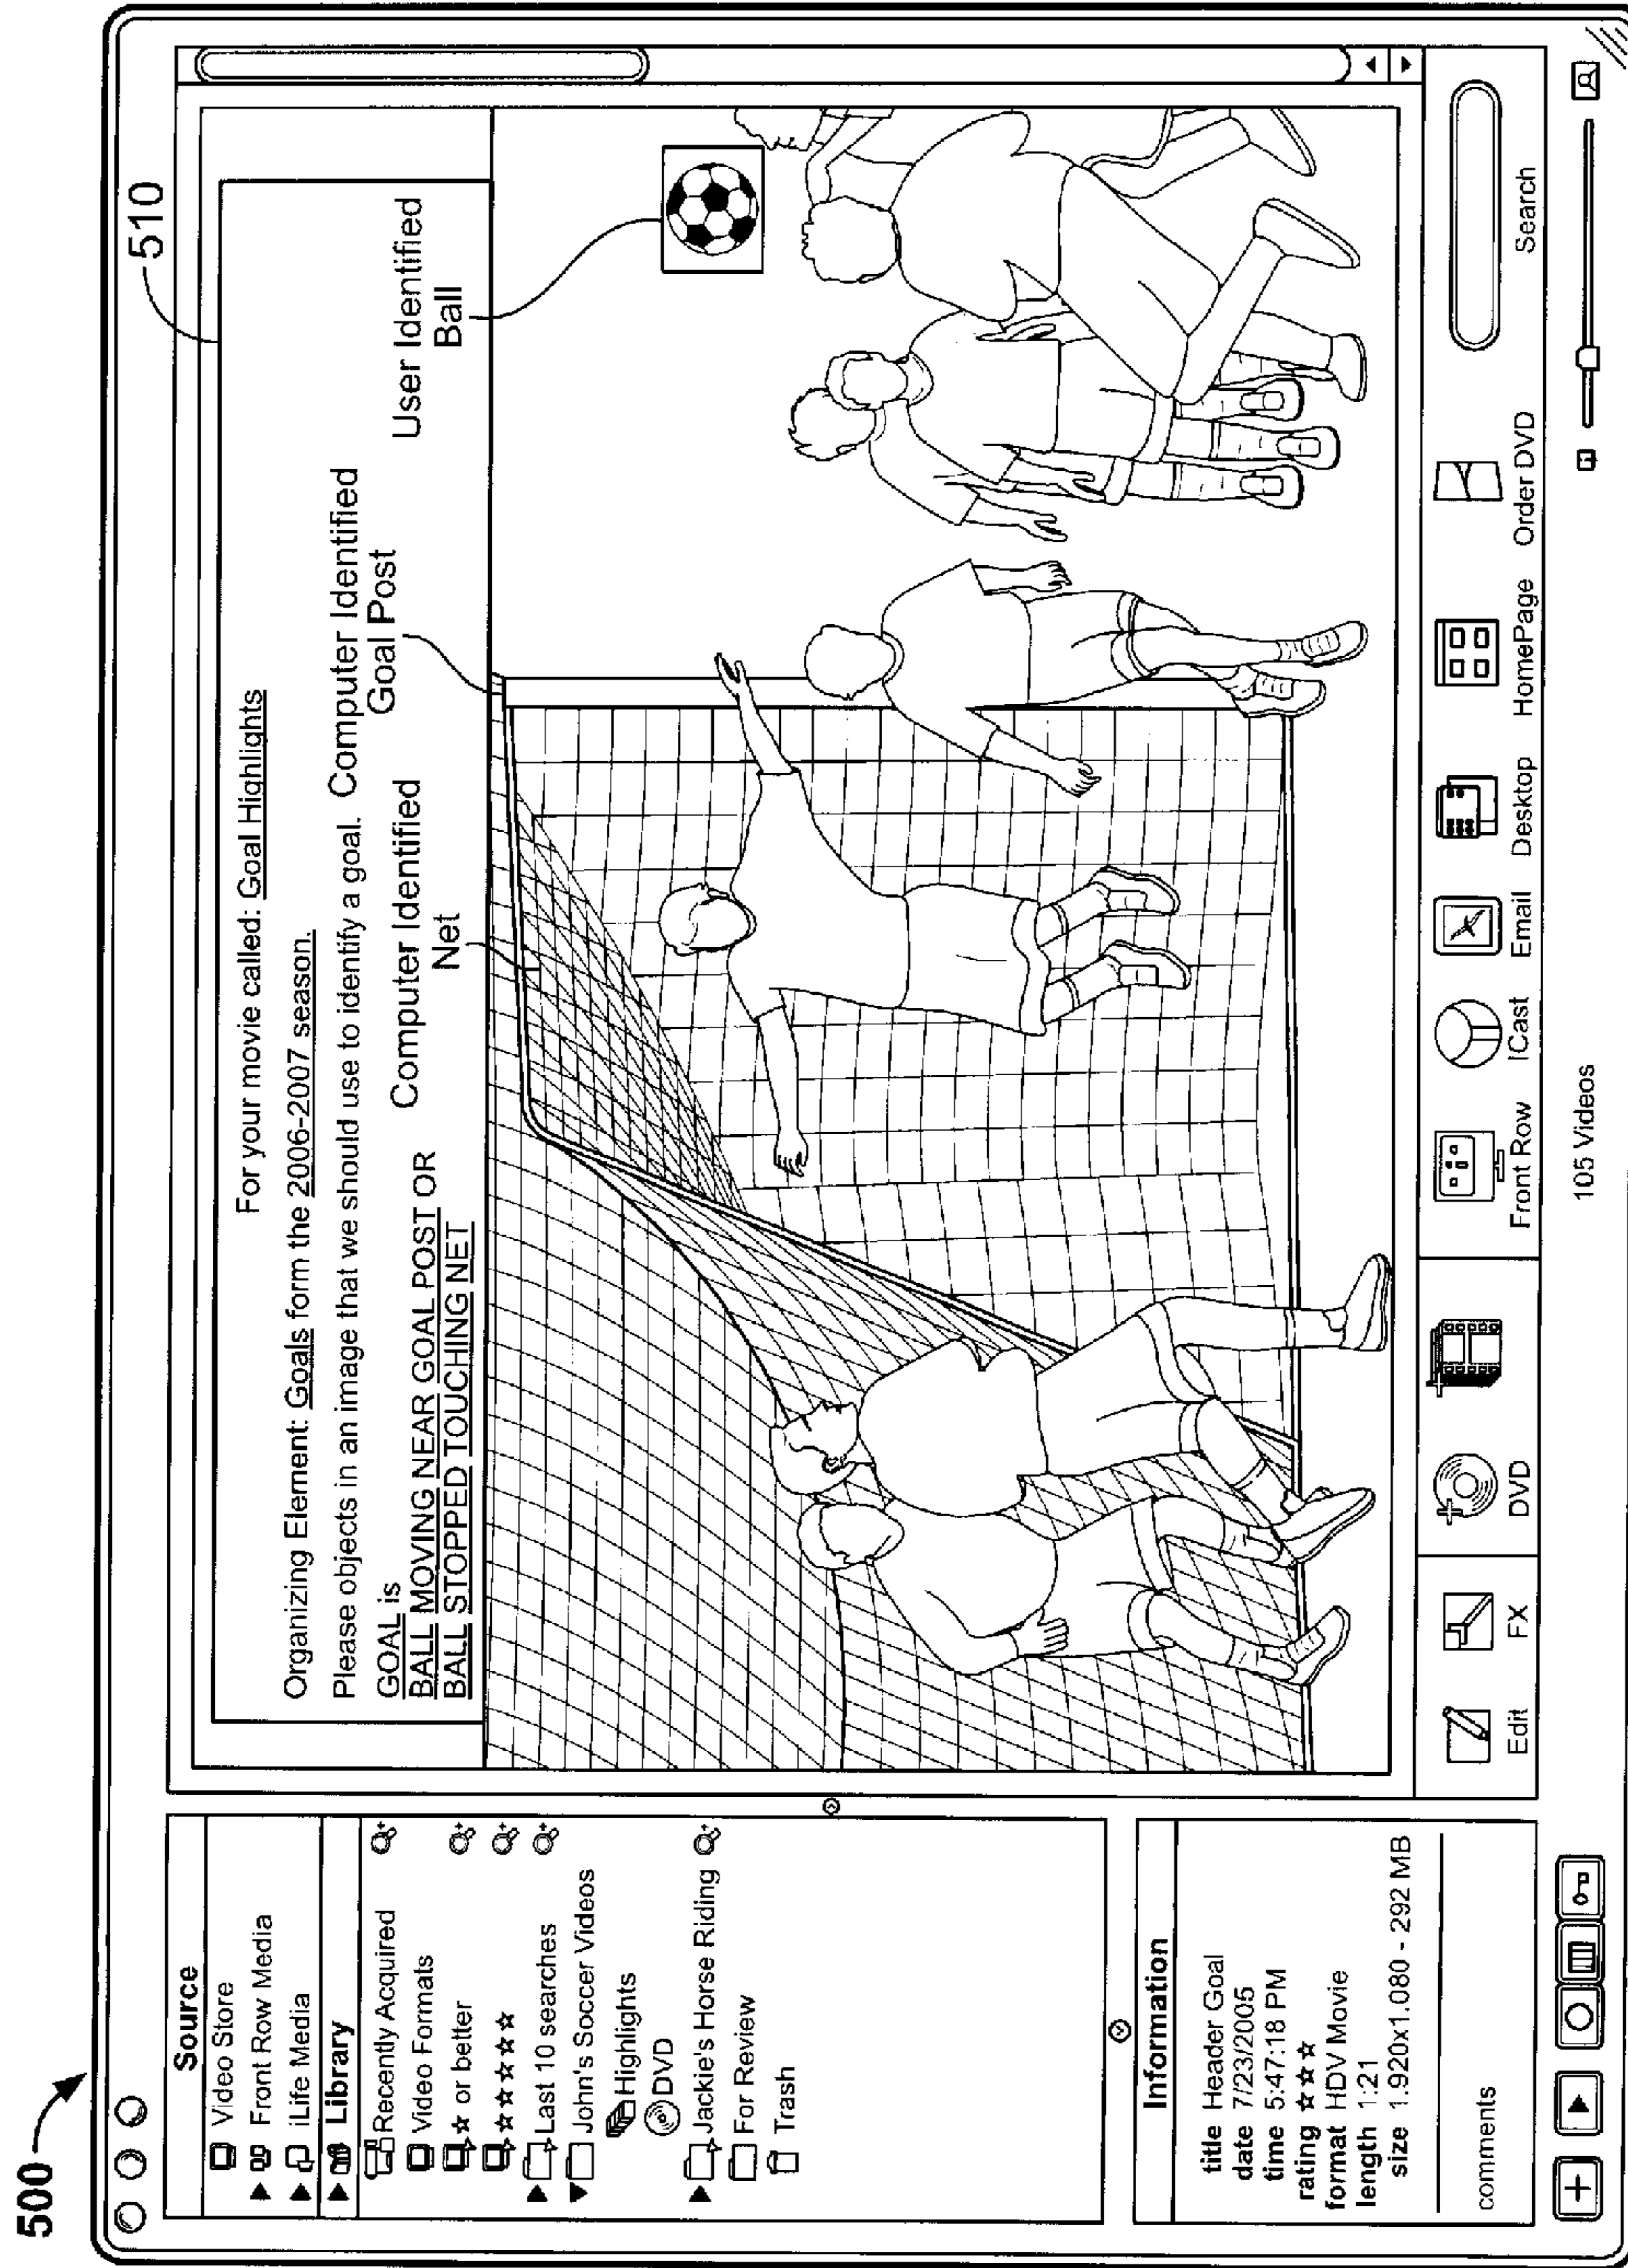 500
510
Source
Video Store
Front Row Media
iLife Media
Library
Recently Acquired
Video Formats
☆ or better
☆☆☆☆☆
Last 10 searches
John's Soccer Videos
Highlights
DVD
Jackie's Horse Riding
For Review
Trash
Information
title Header Goal
date 7/23/2005
time 5:47:18 PM
rating ☆☆☆
format HDV Movie
length 1:21
size 1.920x1.080 - 292 MB
comments
For your movie called: Goal Highlights
Organizing Element: Goals form the 2006-2007 season.
Please objects in an image that we should use to identify a goal.
GOAL is
BALL MOVING NEAR GOAL POST OR
BALL STOPPED TOUCHING NET
Computer Identified
Net
Computer Identified
Goal Post
User Identified
Ball
Edit
FX
DVD
Front Row
ICast
Email
Desktop
HomePage
Order DVD
Search
105 Videos